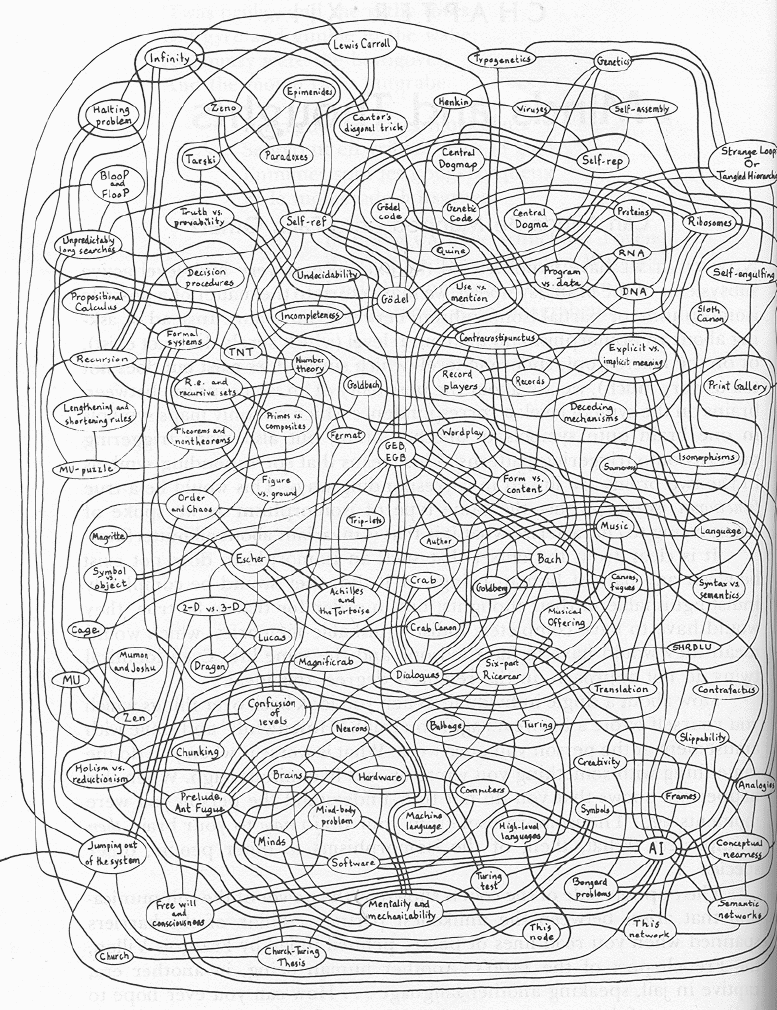 Infinity
Lewis Carroll
Typogenetics
Genetics
Halting
problem
Zeno
Epimenides
Cantor's
diagonal trick
Henkin
Viruses
Self-assembly
Tarski
Paradoxes
Central
Dogmap
Self-rep
Strange Loop
Or
Tangled Hierarchy
BlooP
and
FlooP
Truth vs.
provability
Self-ref
Gödel
code
Genetic
Code
Central
Dogma
Proteins
Ribosomes
Unpredictably
long searches
Quine
RNA
Decision
procedures
Undecidability
Gödel
Use vs.
mention
Program
vs. data
DNA
Self-engulfing
Propositional
Calculus
Incompleteness
Sloth
Canon
Formal
systems
TNT
Contracrostipunctus
Explicit vs.
implicit meaning
Recursion
Number
theory
R.e. and
recursive sets
Goldbach
Record
players
Records
Print Gallery
Lengthening and
shortening rules
Primes vs.
composites
Theorems and
nontheorems
Fermat
Wordplay
Decoding
mechanisms
GEB,
EGB
Isomorphisms
MU-puzzle
Sameness
Figure
vs. ground
Form vs.
content
Order
and Chaos
Trip-lets
Music
Language
Magritte
Author
Escher
Bach
Symbol
vs.
object
Crab
Goldberg
Canons,
fugues
Syntax vs
semantics
Achilles
and
the Tortoise
2-D vs. 3-D
Musical
Offering
Cage
Lucas
Crab Canon
SHRDLU
Mumon
and Joshu
Dragon
Magnificrab
Dialogues
Six-part
Ricercar
MU
Translation
Contrafactus
Zen
Confusion
of
levels
Neurons
Babbage
Turing
Slippability
Chunking
Holism vs.
reductionism
Brains
Hardware
Creativity
Computers
Analogies
Prelude,
Ant Fugue
Frames
Mind-body
problem
Machine
language
High-level
languages
Symbols
Minds
Jumping out
of the system
Software
AI
Conceptual
nearness
Turing
test
Bongard
problems
Free will
and
consciousness
Mentality and
mechanizability
Semantic
networks
This
node
This
network
Church
Church-Turing
Thesis